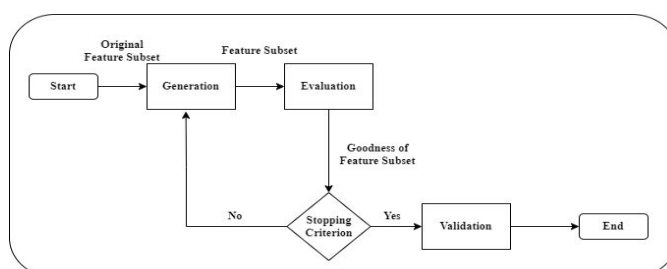 Original
Feature Subset
Feature Subset
Start
Generation
Evaluation
Goodness of
Feature Subset
No
Stopping
Criterion
Yes
Validation
End